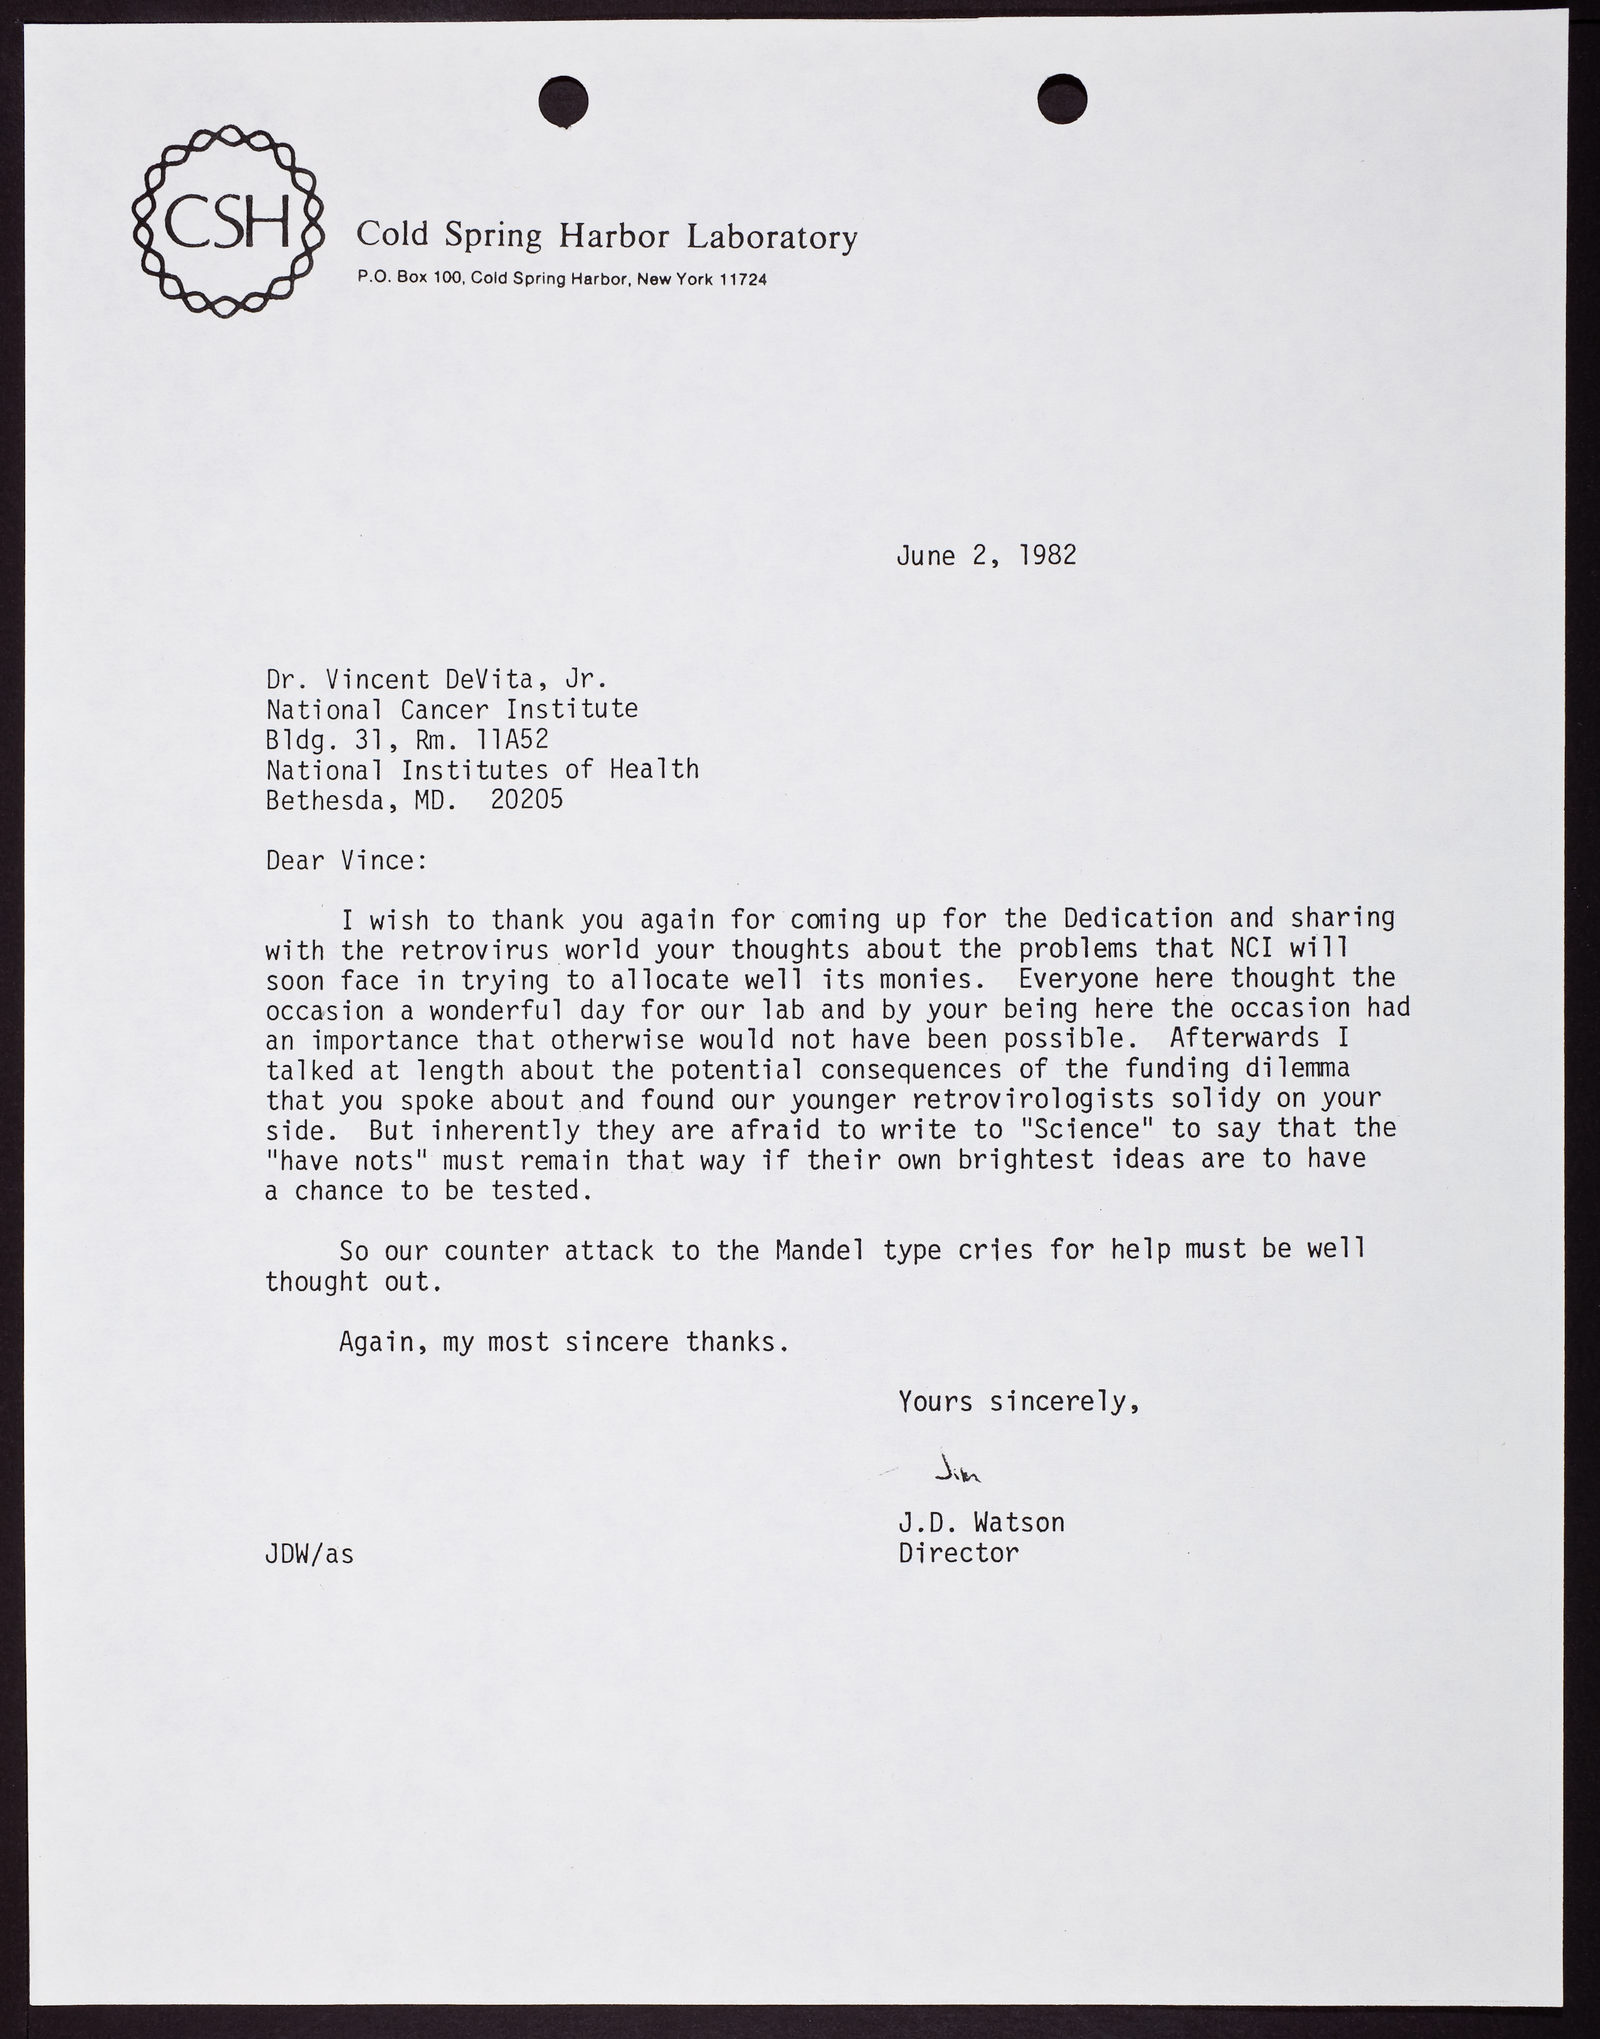 CSH
Cold Spring Harbor Laboratory
P.O. Box 100, Cold Spring Harbor, New York 11724
June 2, 1982
Dr. Vincent DeVita, Jr.
National Cancer Institute
Bldg. 31, Rm. 11A52
National Institutes of Health
Bethesda, MD. 20205
Dear Vince:
I wish to thank you again for coming up for the Dedication and sharing
with the retrovirus world your thoughts about the problems that NCI will
soon face in trying to allocate well its monies. Everyone here thought the
occasion a wonderful day for our lab and by your being here the occasion had
an importance that otherwise would not have been possible. Afterwards I
talked at length about the potential consequences of the funding dilemma
that you spoke about and found our younger retrovirologists solidy on your
side. But inherently they are afraid to write to "Science" to say that the
"have nots" must remain that way if their own brightest ideas are to have
a chance to be tested.
So our counter attack to the Mandel type cries for help must be well
thought out.
Again, my most sincere thanks.
Yours sincerely,
Jim
J.D. Watson
JDW/as Director